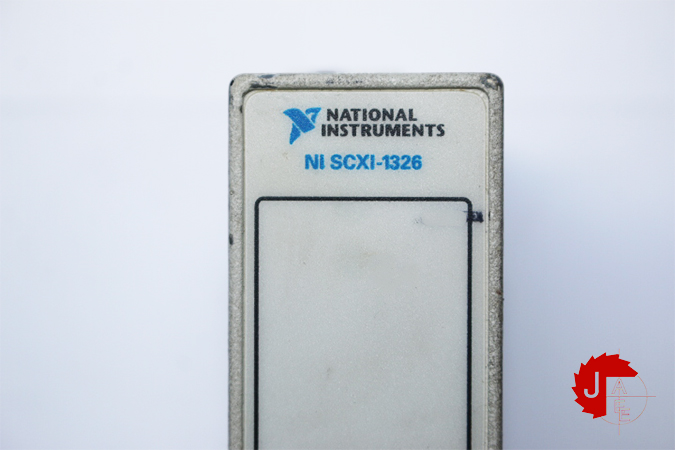 NATIONAL
INSTRUMENTS
NI SCXI-1326
J